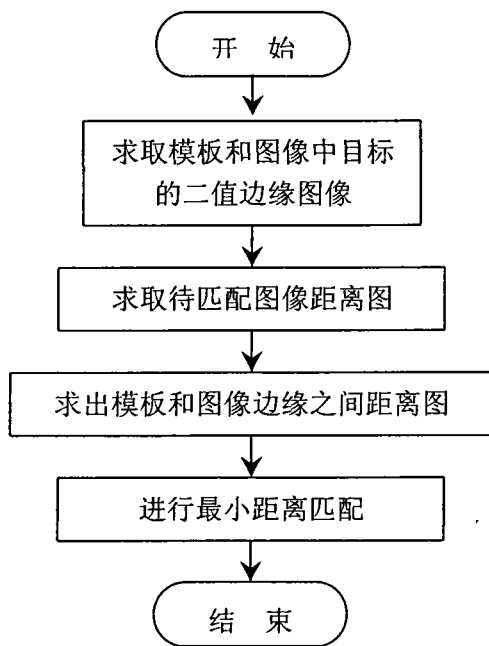 开 始
求取模板和图像中目标
的二值边缘图像
求取待匹配图像距离图
求出模板和图像边缘之间距离图
进行最小距离匹配
结 束